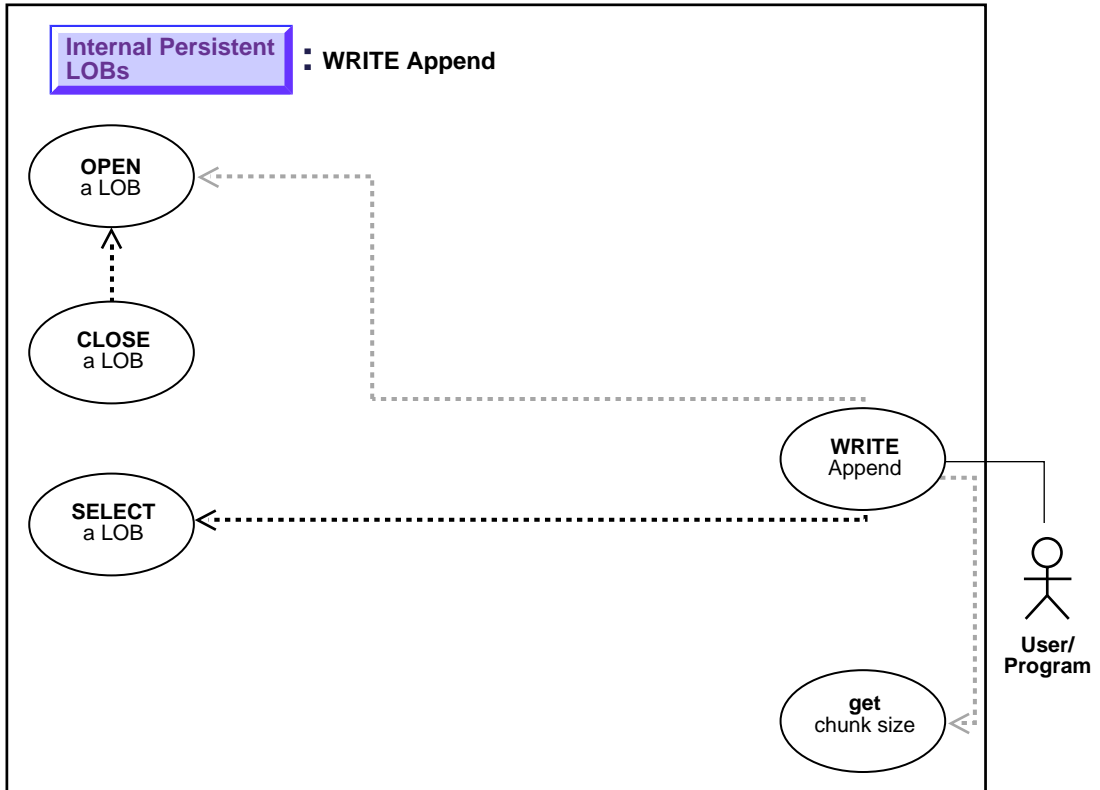 Internal Persistent
LOBs
: WRITE Append
OPEN
a LOB
CLOSE
a LOB
WRITE
Append
SELECT
a LOB
User/
Program
get
chunk size